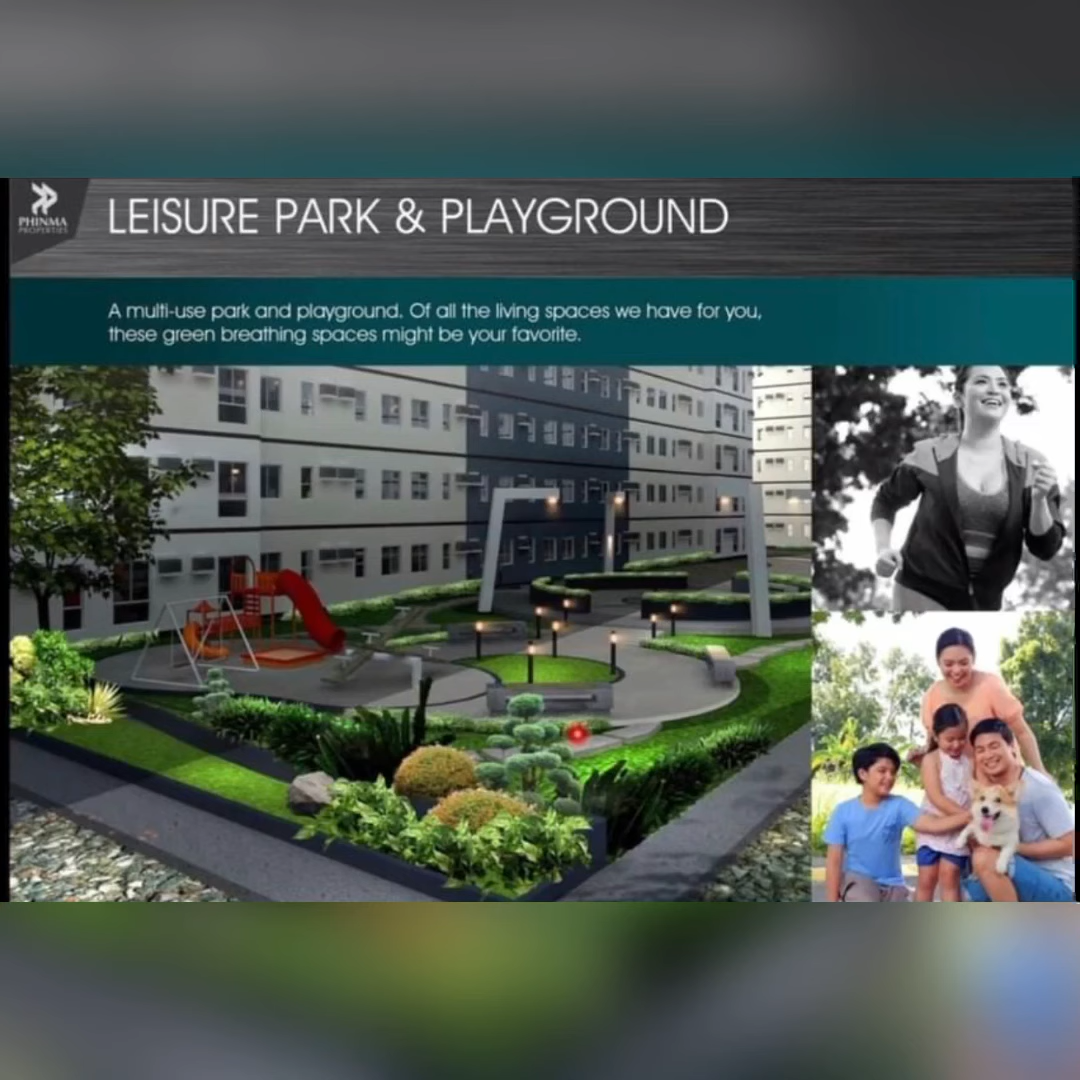 PHINMA
PROPERTIES
LEISURE PARK & PLAYGROUND
A multi-use park and playground. Of all the living spaces we have for you,
these green breathing spaces might be your favorite.